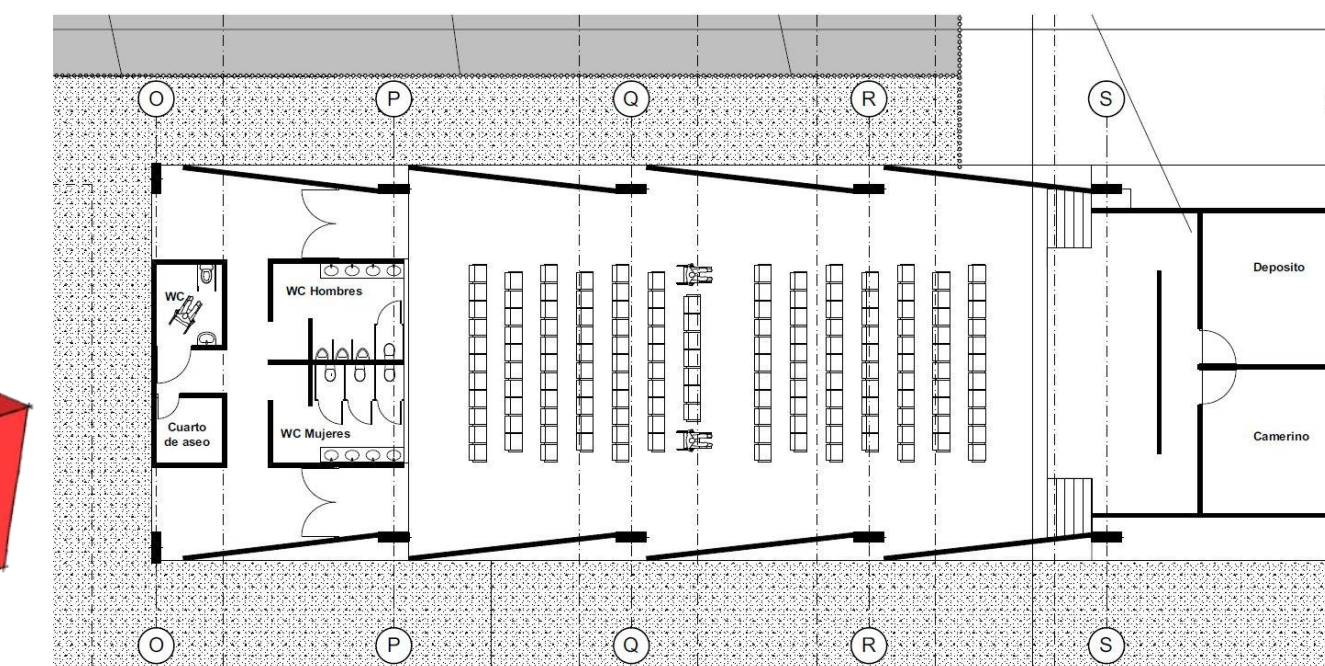 O P Q R S
Deposito
WC
WC Hombres
Cuarto
de aseo
WC Mujeres
Camerino
O P Q R S